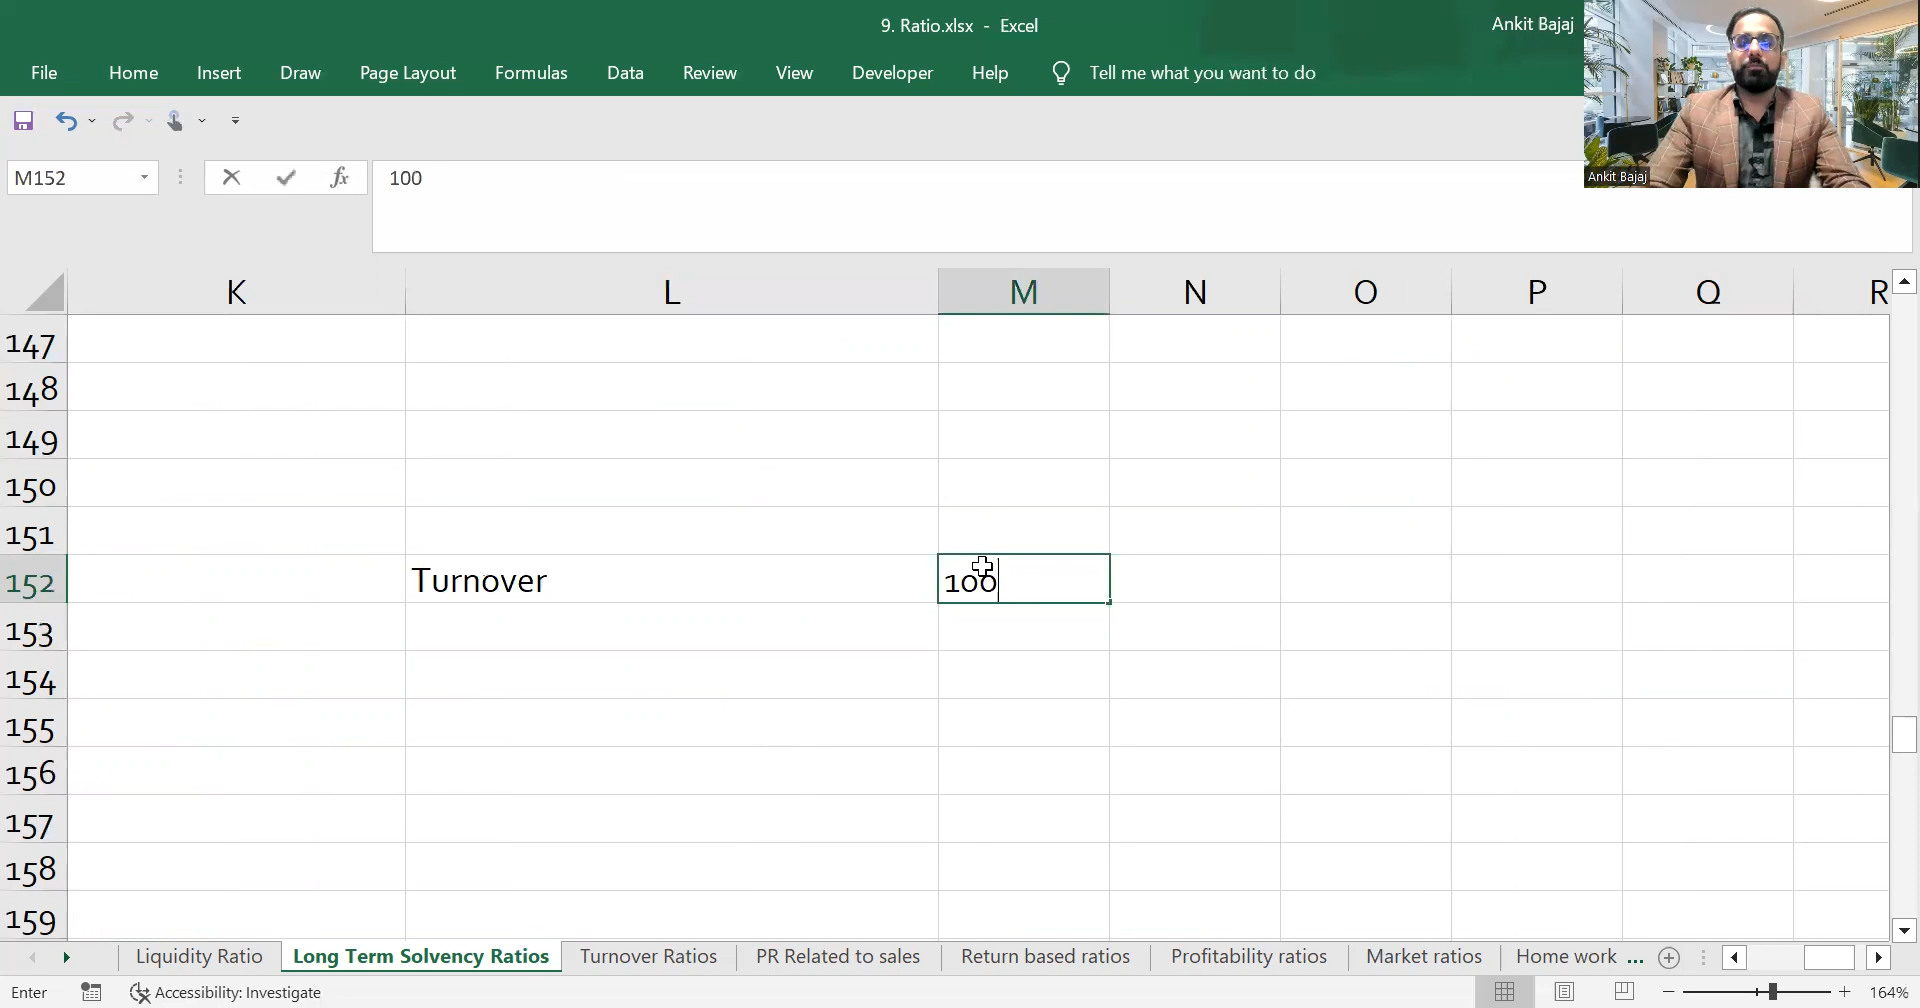 9. Ratio.xlsx - Excel
Ankit Bajaj
File Home Insert Draw Page Layout Formulas Data Review View Developer Help Tell me what you want to do
Ankit Bajaj
M152 fx 100
K L M N O P Q R
147
148
149
150
151
152 Turnover 100
153
154
155
156
157
158
159
Liquidity Ratio Long Term Solvency Ratios Turnover Ratios PR Related to sales Return based ratios Profitability ratios Market ratios Home work ...
Enter Accessibility: Investigate 164%